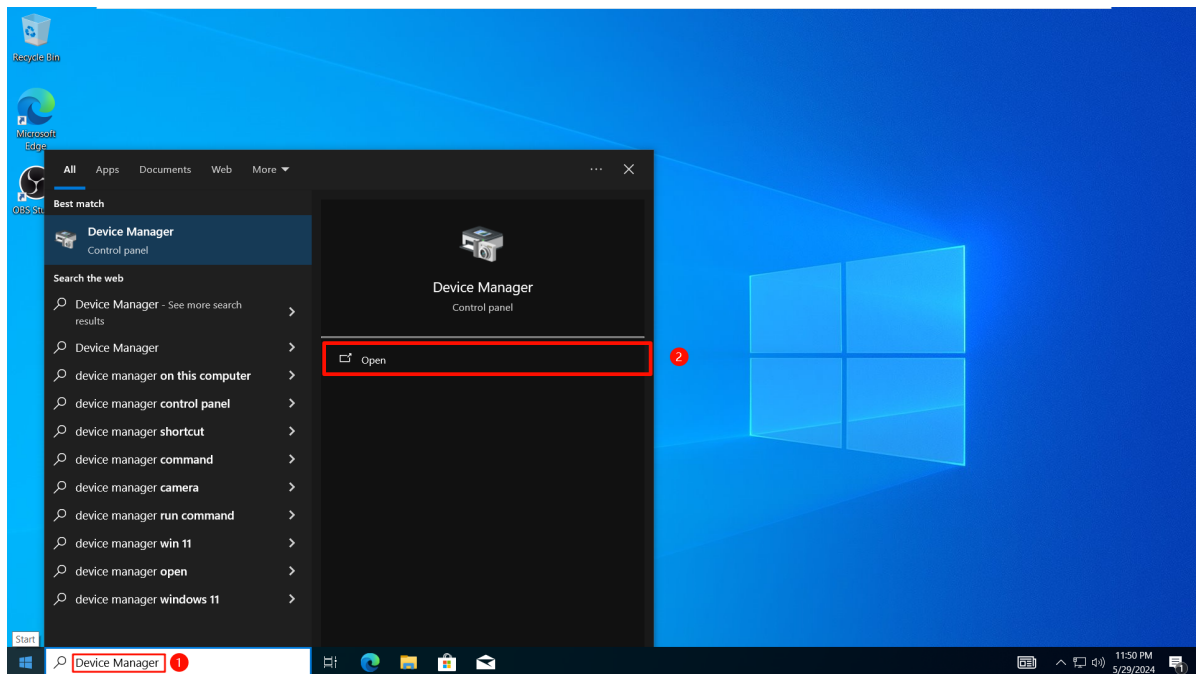 Recycle Bin
Microsoft
Edge
OBS Stu
All Apps Documents Web More
Best match
Device Manager
Control panel
Search the web
Device Manager - See more search
results
Device Manager
device manager on this computer
device manager control panel
device manager shortcut
device manager command
device manager camera
device manager run command
device manager win 11
device manager open
device manager windows 11
Device Manager
Control panel
Open
2
Start
Device Manager 1
11:50 PM
5/29/2024
1